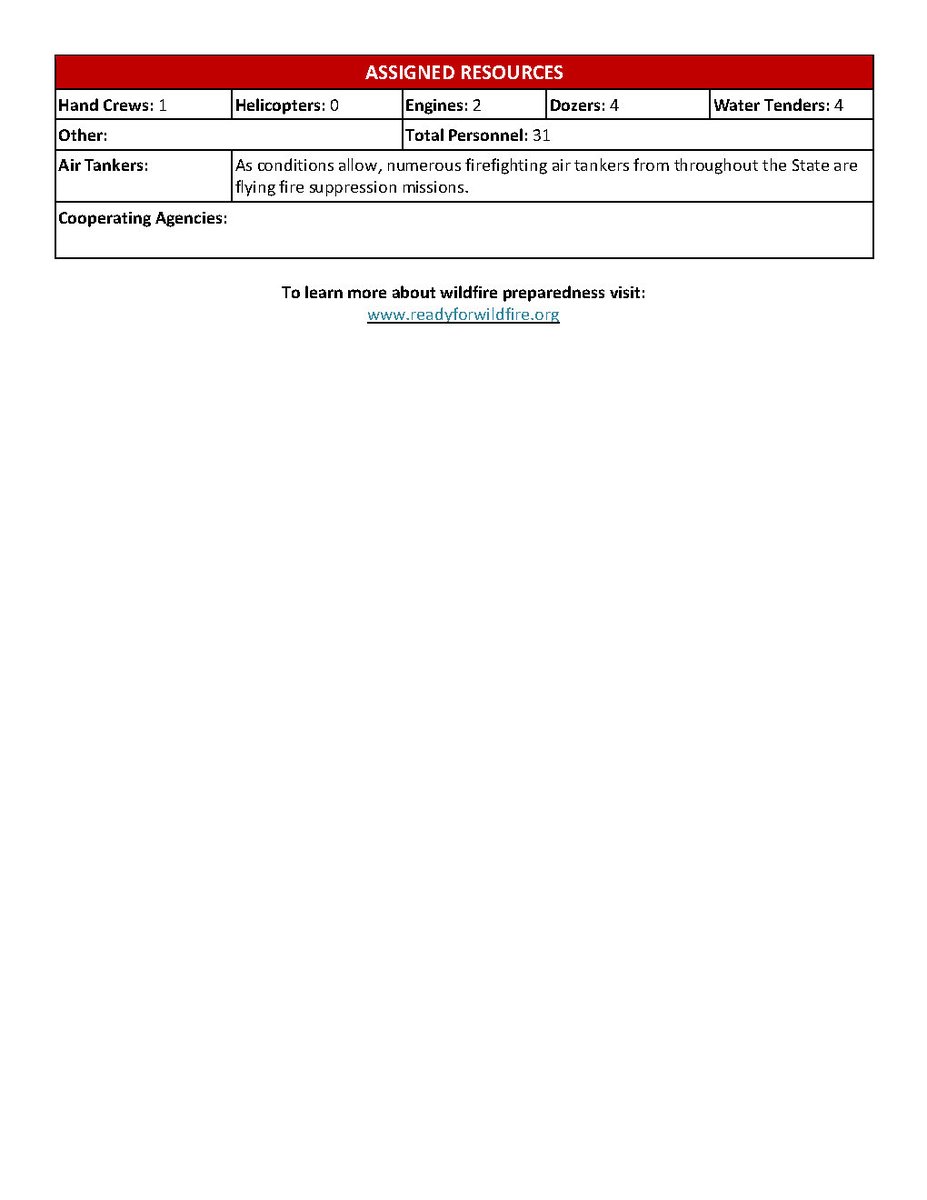 ASSIGNED RESOURCES
Hand Crews: 1 Helicopters: 0 Engines: 2 Dozers: 4 Water Tenders: 4
Other: Total Personnel: 31
Air Tankers: As conditions allow, numerous firefighting air tankers from throughout the State are
flying fire suppression missions.
Cooperating Agencies:
To learn more about wildfire preparedness visit:
www.readyforwildfire.org